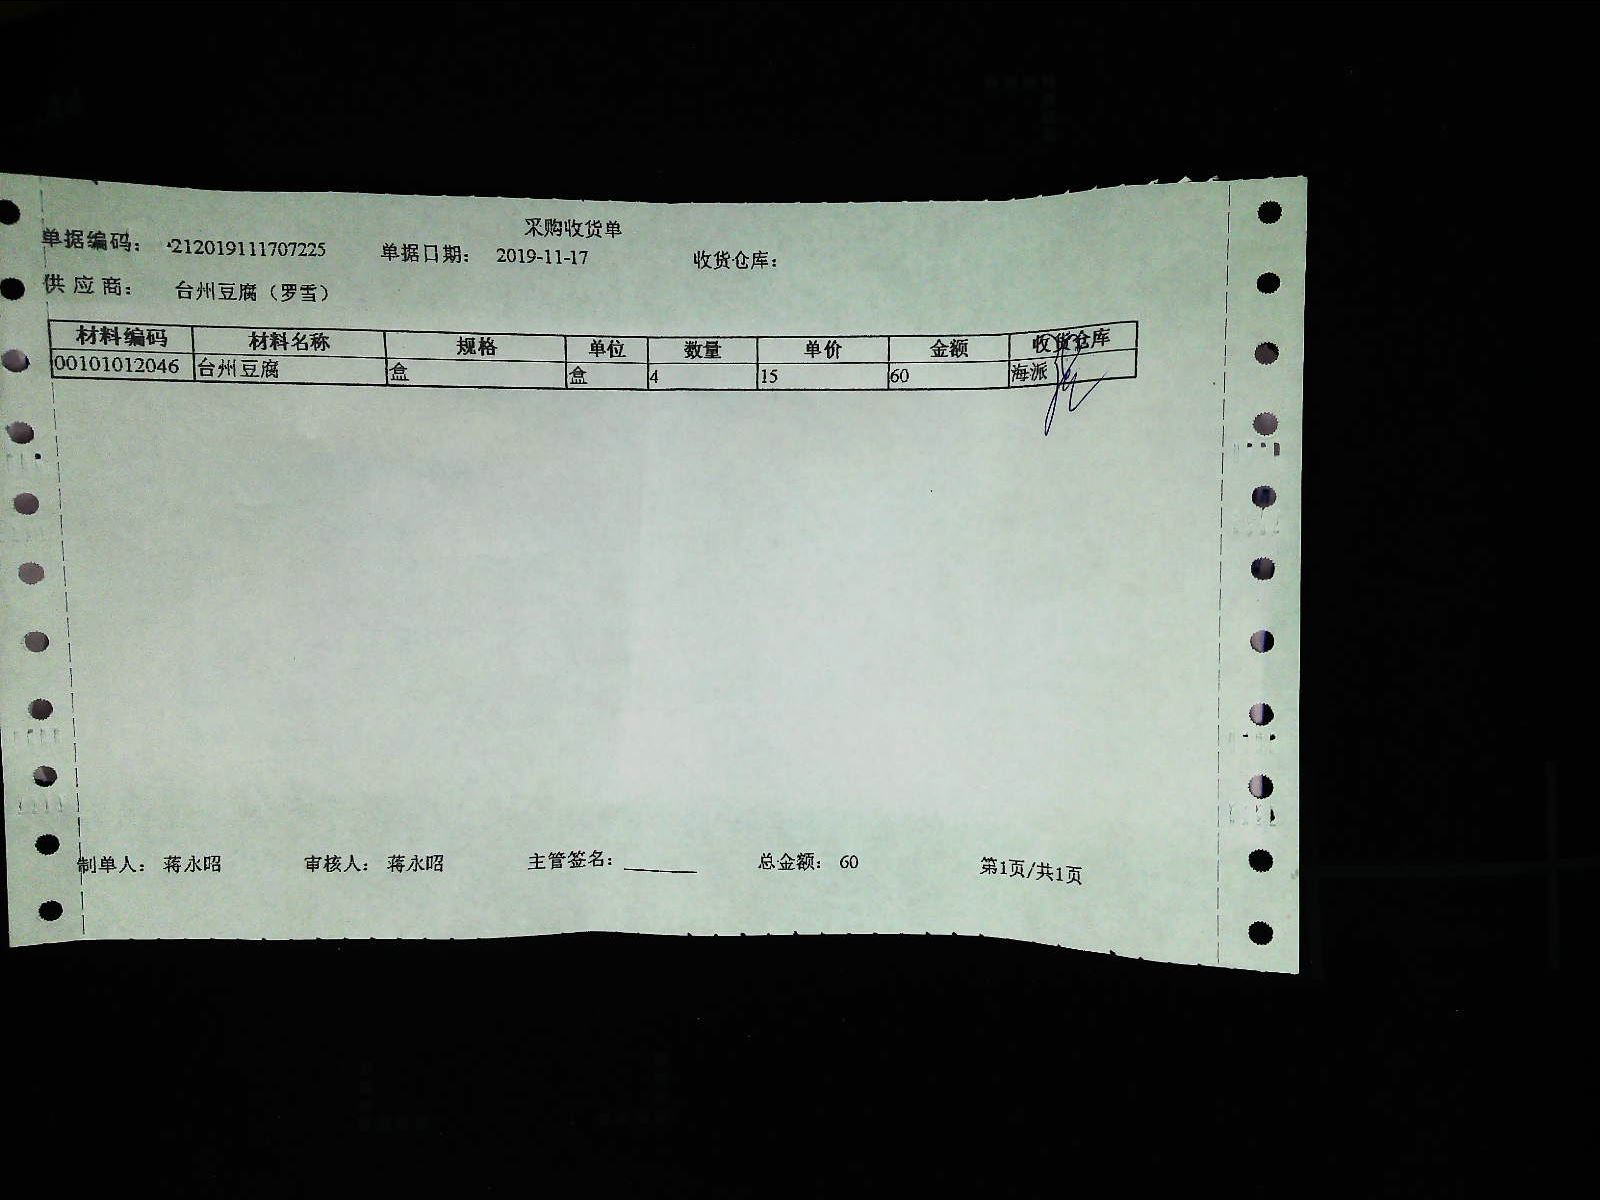 采购收货单
单据编码： 212019111707225 单据日期： 2019-11-17 收货仓库：
供 应 商： 台州豆腐（罗雪）
材料编码 材料名称 规格 单位 数量 单价 金额 收货仓库
00101012046 台州豆腐 盒 盒 4 15 60 海派
制单人： 蒋永昭 审核人： 蒋永昭 主管签名：______ 总金额： 60 第1页/共1页